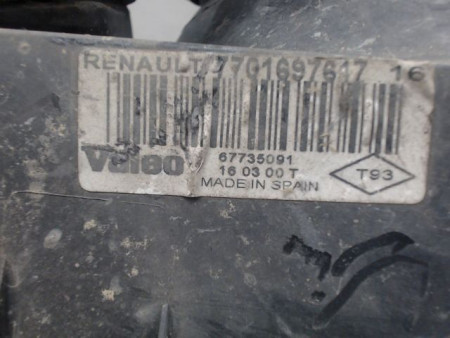 RENAULT 7701697617 16
Valeo
67735091
16 03 00 T
MADE IN SPAIN
T93